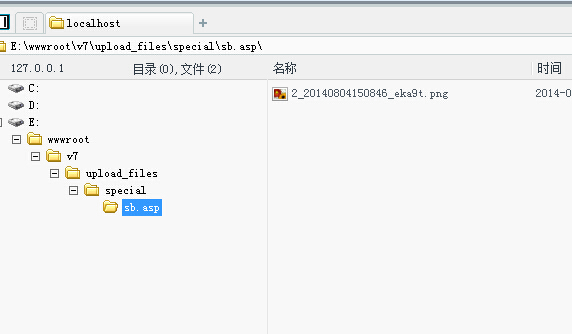 localhost
E:\wwwroot\v7\upload_files\special\sb.asp\
127.0.0.1 目录(0),文件(2) 名称 时间
C: 2_20140804150846_eka9t.png 2014-0
D:
E:
wwwroot
v7
upload_files
special
sb.asp